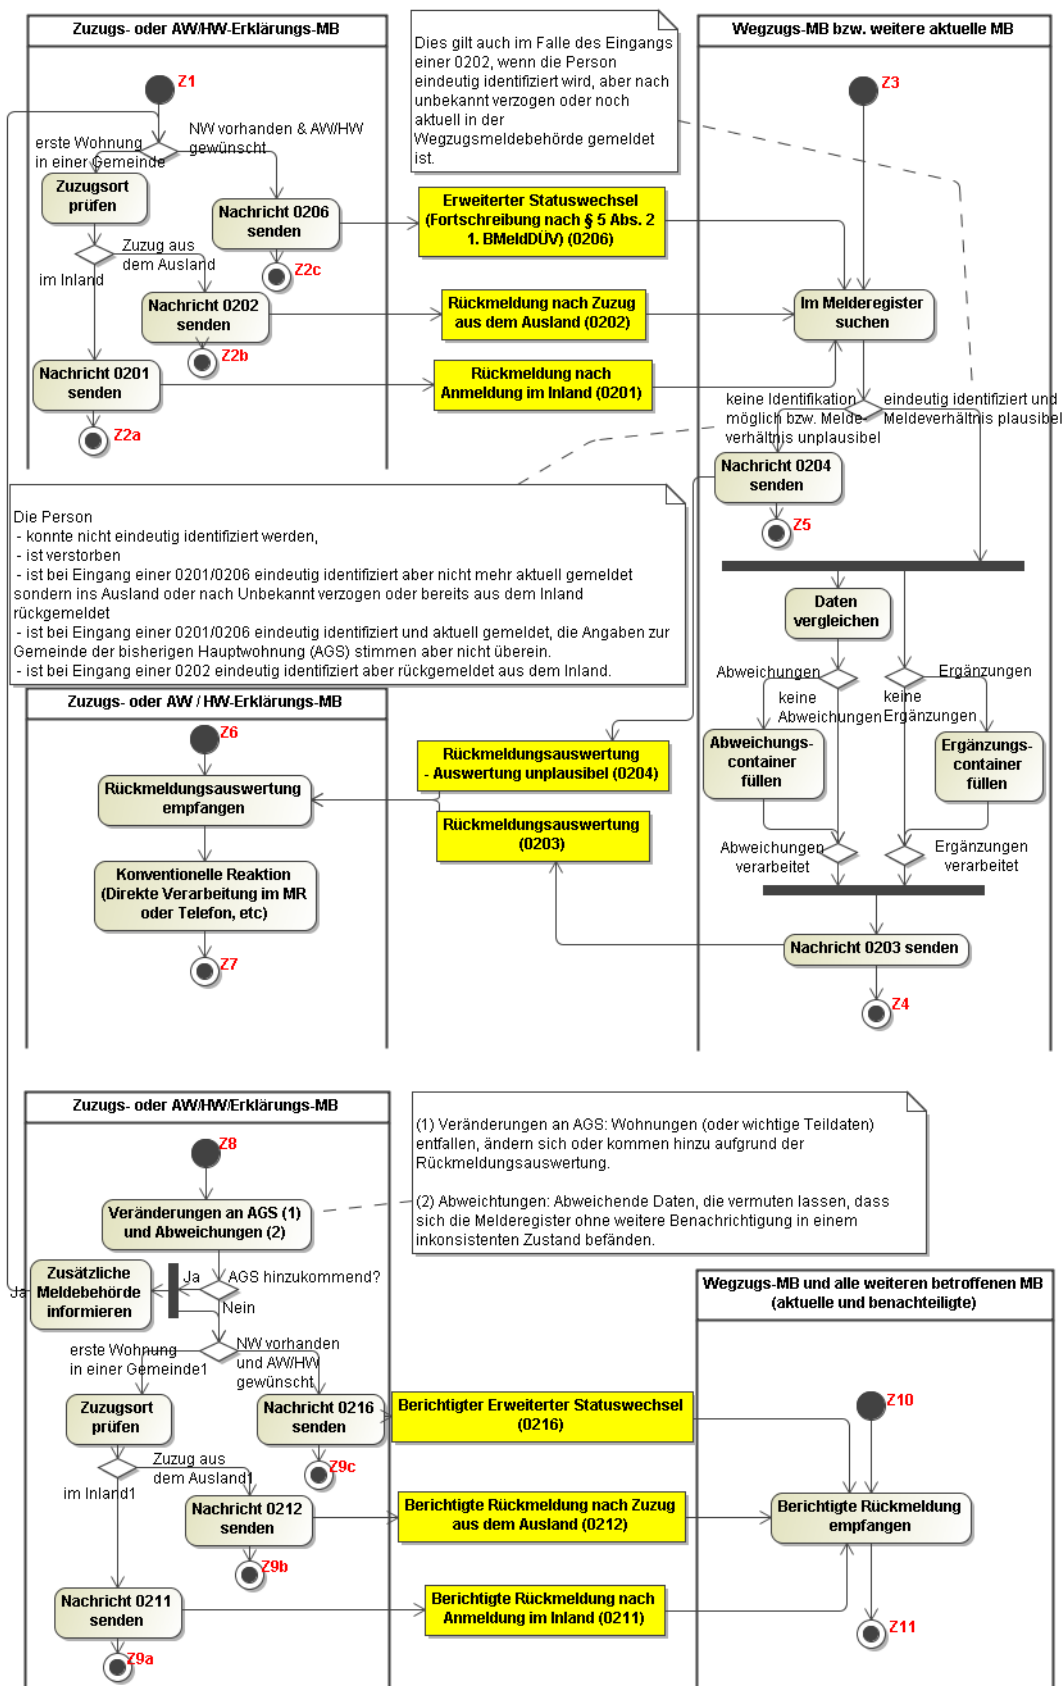 Zuzugs- oder AW/HW-Erklärungs-MB
Z1
erste Wohnung
in einer Gemeinde
NW vorhanden & AW/HW
gewünscht
Zuzugsort
prüfen
Nachricht 0206
senden
Z2c
Zuzug aus
dem Ausland
im Inland
Nachricht 0202
senden
Z2b
Nachricht 0201
senden
Z2a
Dies gilt auch im Falle des Eingangs
einer 0202, wenn die Person
eindeutig identifiziert wird, aber nach
unbekannt verzogen oder noch
aktuell in der
Wegzugsmeldebehörde gemeldet
ist.
Erweiterter Statuswechsel
(Fortschreibung nach § 5 Abs. 2
1. BMeldDÜV) (0206)
Rückmeldung nach Zuzug
aus dem Ausland (0202)
Rückmeldung nach
Anmeldung im Inland (0201)
Wegzugs-MB bzw. weitere aktuelle MB
Z3
Im Melderegister
suchen
keine Identifikation
möglich bzw. Melde-
verhältnis unplausibel
eindeutig identifiziert und
Meldeverhältnis plausibel
Nachricht 0204
senden
Z5
Die Person
- konnte nicht eindeutig identifiziert werden,
- ist verstorben
- ist bei Eingang einer 0201/0206 eindeutig identifiziert aber nicht mehr aktuell gemeldet
sondern ins Ausland oder nach Unbekannt verzogen oder bereits aus dem Inland
rückgemeldet
- ist bei Eingang einer 0201/0206 eindeutig identifiziert und aktuell gemeldet, die Angaben zur
Gemeinde der bisherigen Hauptwohnung (AGS) stimmen aber nicht überein.
- ist bei Eingang einer 0202 eindeutig identifiziert aber rückgemeldet aus dem Inland.
Daten
vergleichen
Abweichungen
keine
Abweichungen
keine
Ergänzungen
Ergänzungen
Abweichungs-
container
füllen
Ergänzungs-
container
füllen
Abweichungen
verarbeitet
Ergänzungen
verarbeitet
Nachricht 0203 senden
Z4
Zuzugs- oder AW / HW-Erklärungs-MB
Z6
Rückmeldungsauswertung
empfangen
Konventionelle Reaktion
(Direkte Verarbeitung im MR
oder Telefon, etc)
Z7
Rückmeldungsauswertung
- Auswertung unplausibel (0204)
Rückmeldungsauswertung
(0203)
Zuzugs- oder AW/HW/Erklärungs-MB
Z8
Veränderungen an AGS (1)
und Abweichungen (2)
(1) Veränderungen an AGS: Wohnungen (oder wichtige Teildaten)
entfallen, ändern sich oder kommen hinzu aufgrund der
Rückmeldungsauswertung.
(2) Abweichtungen: Abweichende Daten, die vermuten lassen, dass
sich die Melderegister ohne weitere Benachrichtigung in einem
inkonsistenten Zustand befänden.
Ja
Zusätzliche
Meldebehörde
informieren
Ja
AGS hinzukommend?
Nein
erste Wohnung
in einer Gemeinde1
NW vorhanden
und AW/HW
gewünscht
Zuzugsort
prüfen
Nachricht 0216
senden
Z9c
Zuzug aus
dem Ausland1
im Inland1
Nachricht 0212
senden
Z9b
Nachricht 0211
senden
Z9a
Berichtigter Erweiterter Statuswechsel
(0216)
Berichtigte Rückmeldung nach Zuzug
aus dem Ausland (0212)
Berichtigte Rückmeldung nach
Anmeldung im Inland (0211)
Wegzugs-MB und alle weiteren betroffenen MB
(aktuelle und benachteiligte)
Z10
Berichtigte Rückmeldung
empfangen
Z11